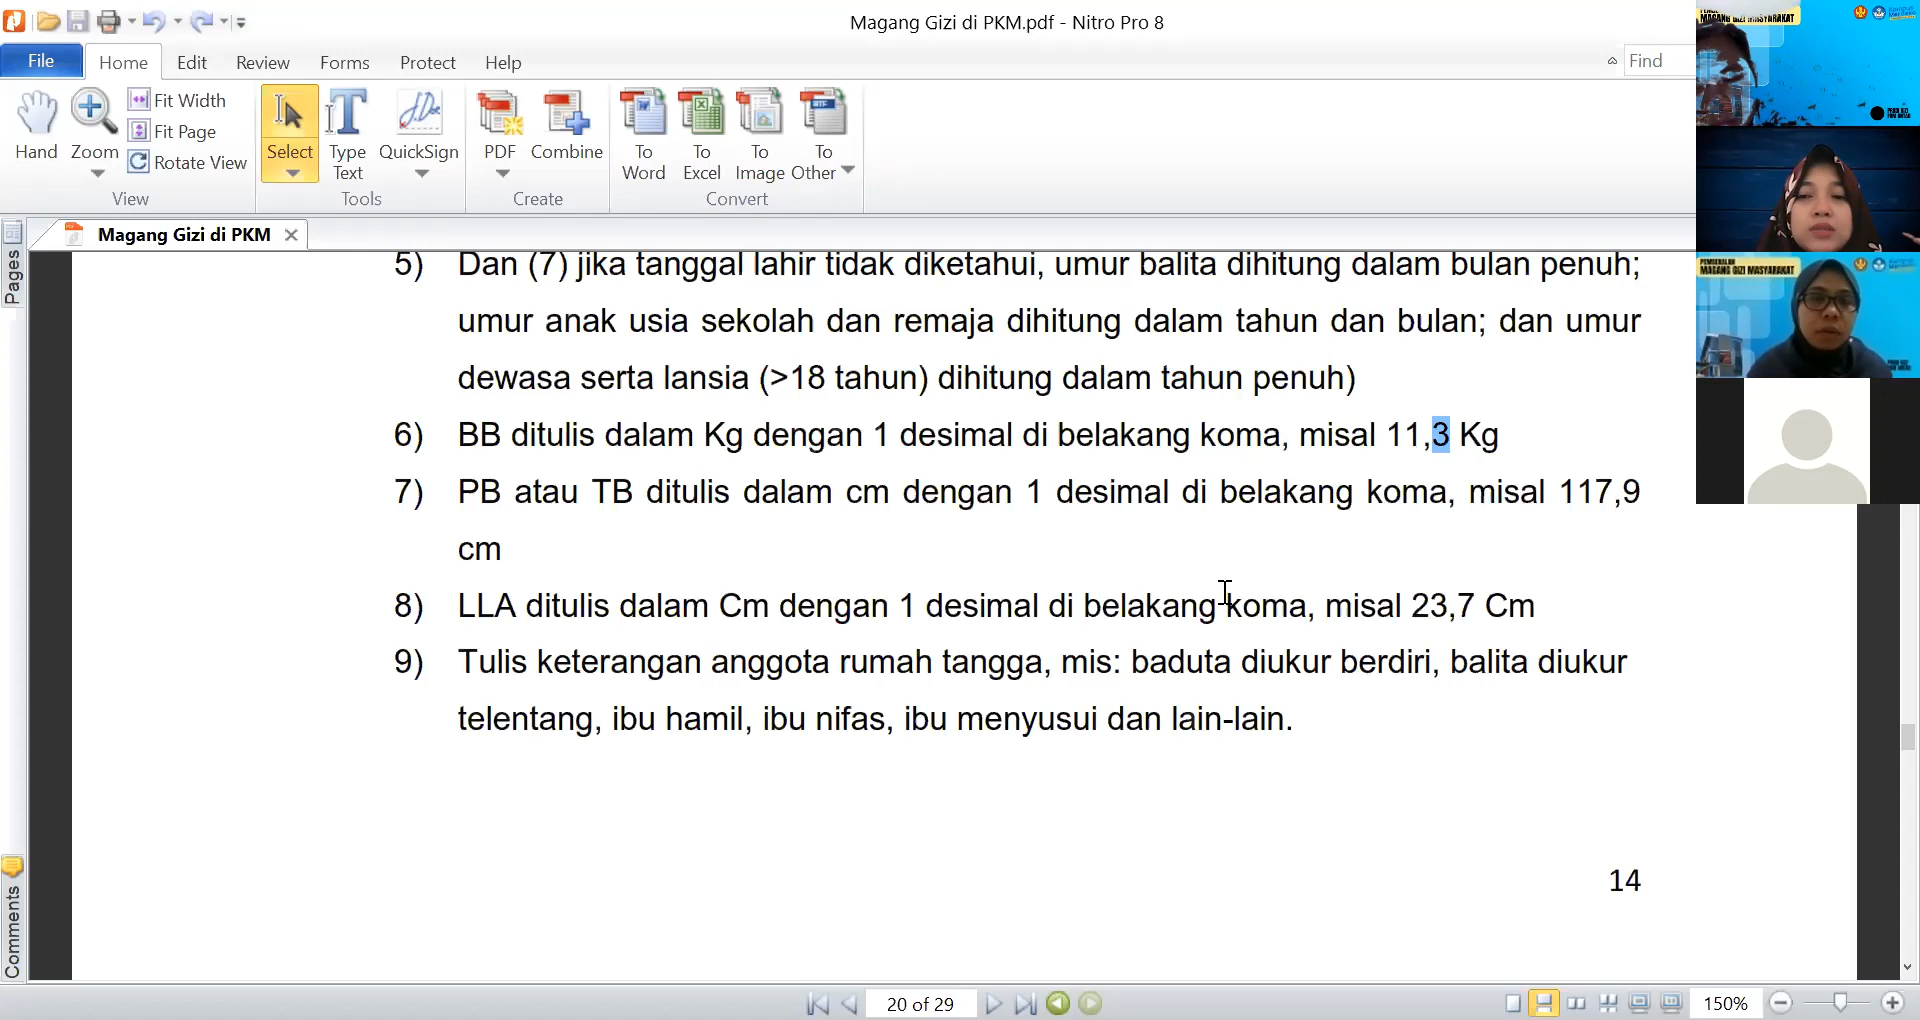 Magang Gizi di PKM.pdf - Nitro Pro 8
File Home Edit Review Forms Protect Help
Find
Hand
Zoom
Fit Width
Fit Page
Rotate View
View
Select
Type
Text
QuickSign
Tools
PDF
Combine
Create
To
Word
To
Excel
To
Image
To
Other
Convert
Magang Gizi di PKM
Pages
5) Dan (7) jika tanggal lahir tidak diketahui, umur balita dihitung dalam bulan penuh;
umur anak usia sekolah dan remaja dihitung dalam tahun dan bulan; dan umur
dewasa serta lansia (>18 tahun) dihitung dalam tahun penuh)
6) BB ditulis dalam Kg dengan 1 desimal di belakang koma, misal 11,3 Kg
7) PB atau TB ditulis dalam cm dengan 1 desimal di belakang koma, misal 117,9
cm
8) LLA ditulis dalam Cm dengan 1 desimal di belakang koma, misal 23,7 Cm
9) Tulis keterangan anggota rumah tangga, mis: baduta diukur berdiri, balita diukur
telentang, ibu hamil, ibu nifas, ibu menyusui dan lain-lain.
14
Comments
20 of 29
150%
MAGANG GIZI MASYARAKAT
PEMBEKALAN
MAGANG GIZI MASYARAKAT